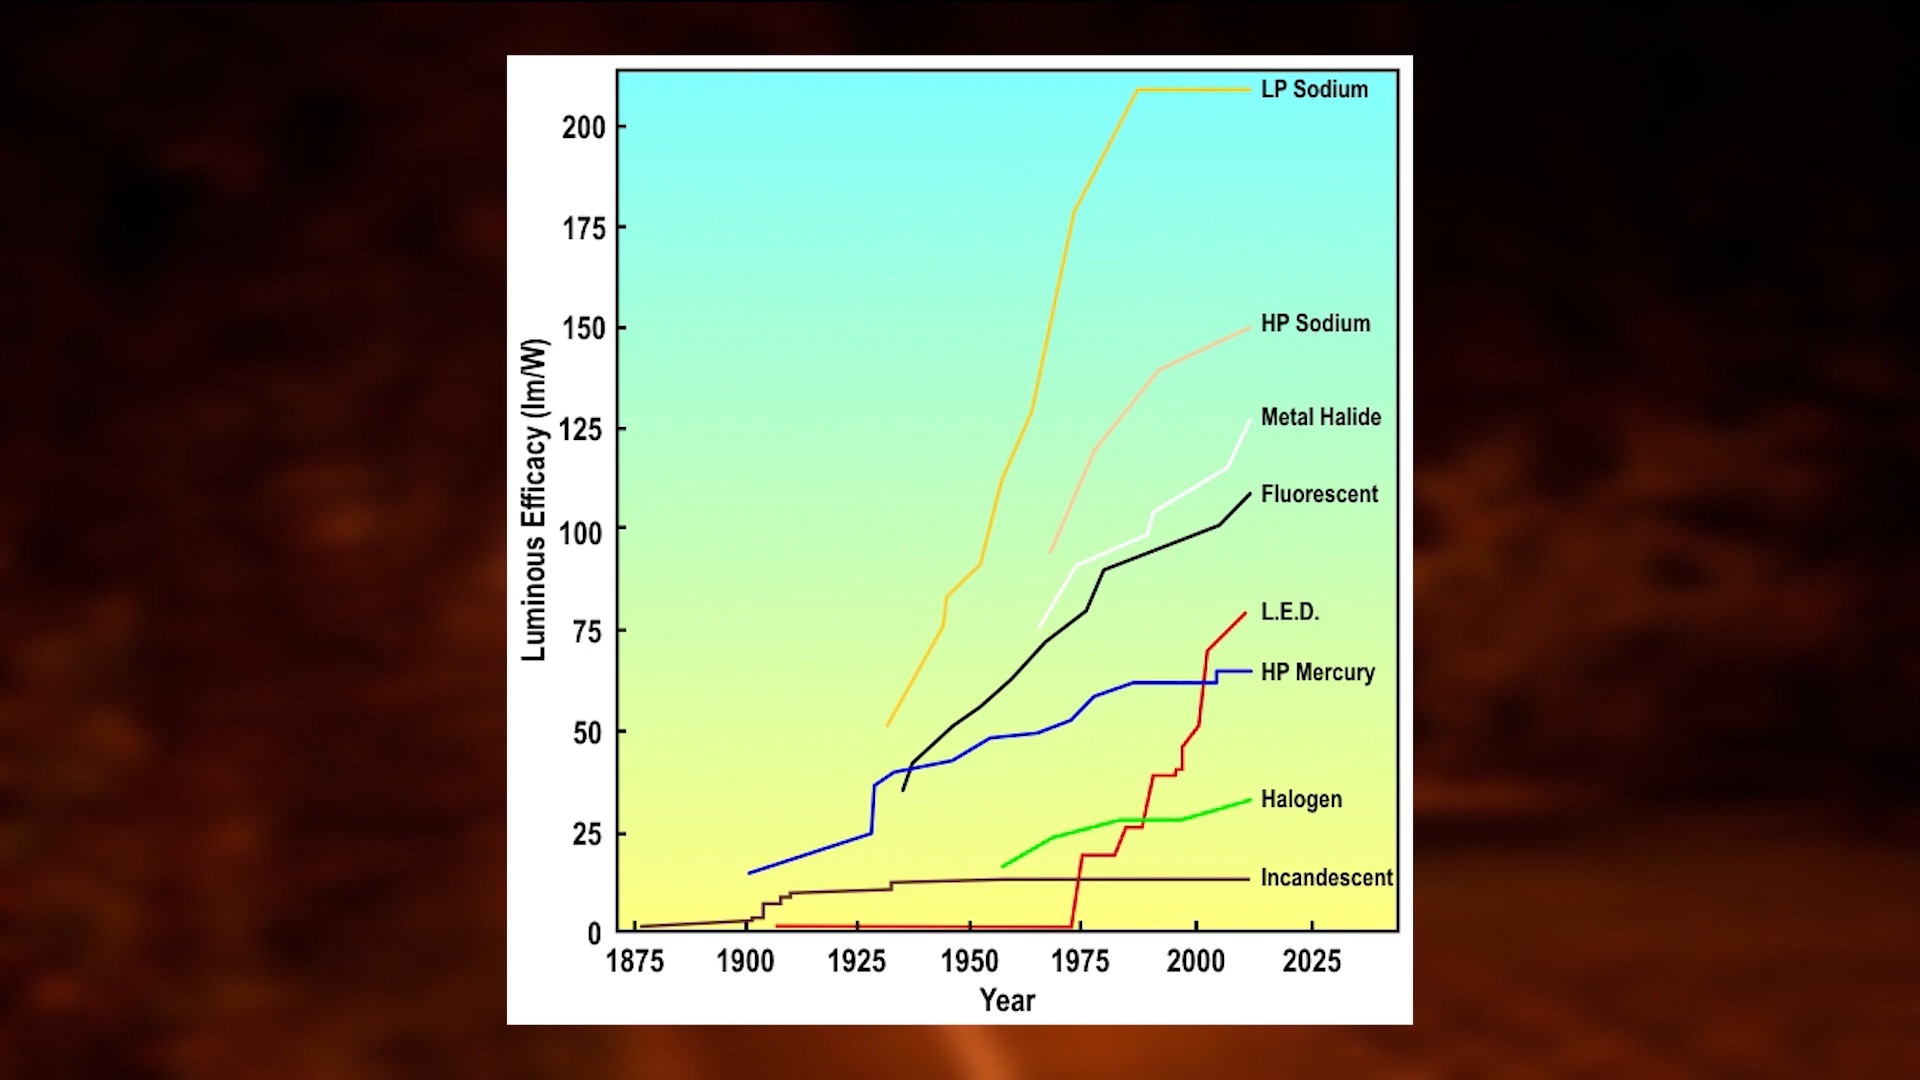 LP Sodium
200
175
HP Sodium
150
Metal Halide
125
Fluorescent
100
L.E.D.
75
HP Mercury
50
Halogen
25
Incandescent
0
Luminous Efficacy (lm/W)
1875 1900 1925 1950 1975 2000 2025
Year